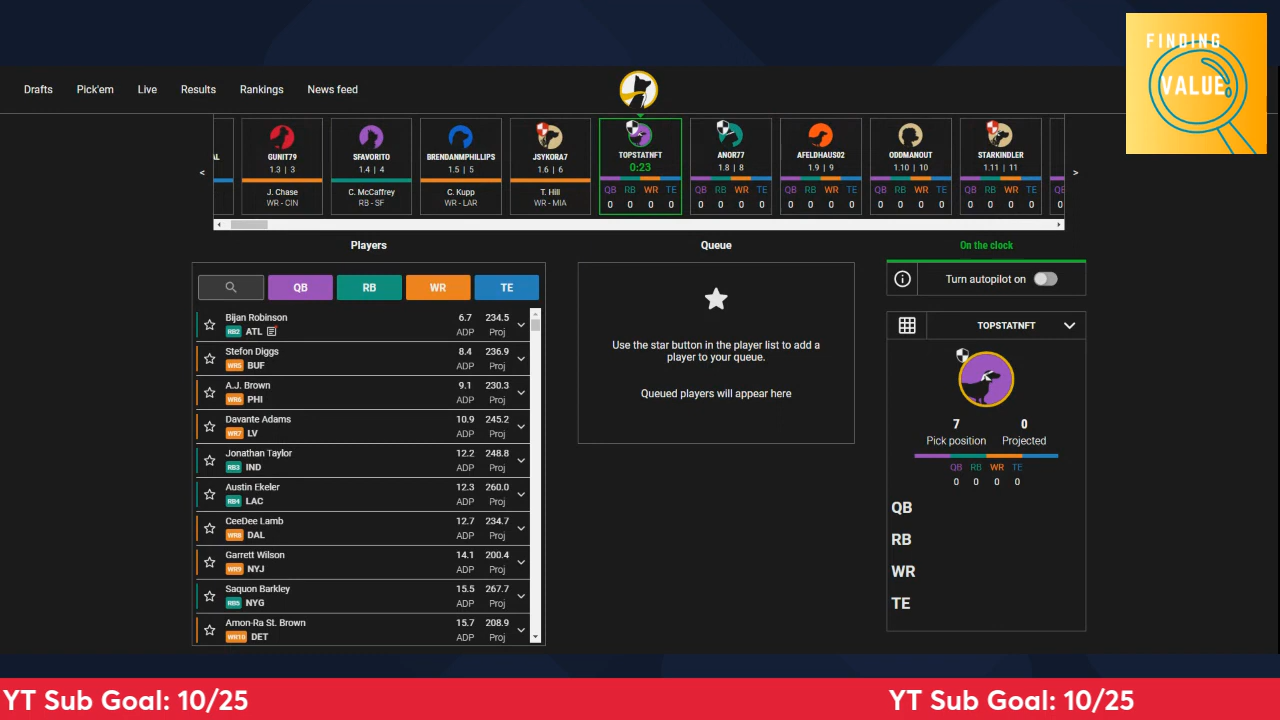 FINDING
VALUE
Drafts Pick'em Live Results Rankings News feed
GUNIT79 SFAVORITO BRENDANMPHILLIPS JSYKORA7 TOPSTATNFT ANOR77 AFELDHAUS02 ODDMANOUT STARKINDLER
1.3 | 3 1.4 | 4 1.5 | 5 1.6 | 6 0:23 1.8 | 8 1.9 | 9 1.10 | 10 1.11 | 11
J. Chase C. McCaffrey C. Kupp T. Hill QB RB WR TE QB RB WR TE QB RB WR TE QB RB WR TE QB RB WR TE
WR - CIN RB - SF WR - LAR WR - MIA 0 0 0 0 0 0 0 0 0 0 0 0 0 0 0 0 0 0 0 0
Players Queue On the clock
QB RB WR TE
Turn autopilot on
Bijan Robinson 6.7 234.5
RB2 ATL ADP Proj
Stefon Diggs 8.4 236.9
WR5 BUF ADP Proj
A.J. Brown 9.1 230.3
WR6 PHI ADP Proj
Davante Adams 10.9 245.2
WR7 LV ADP Proj
Jonathan Taylor 12.2 248.8
RB3 IND ADP Proj
Austin Ekeler 12.3 260.0
RB4 LAC ADP Proj
CeeDee Lamb 12.7 234.7
WR8 DAL ADP Proj
Garrett Wilson 14.1 200.4
WR9 NYJ ADP Proj
Saquon Barkley 15.5 267.7
RB5 NYG ADP Proj
Amon-Ra St. Brown 15.7 208.9
WR10 DET ADP Proj
Use the star button in the player list to add a
player to your queue.
Queued players will appear here
TOPSTATNFT
7 0
Pick position Projected
QB RB WR TE
0 0 0 0
QB
RB
WR
TE
YT Sub Goal: 10/25 YT Sub Goal: 10/25